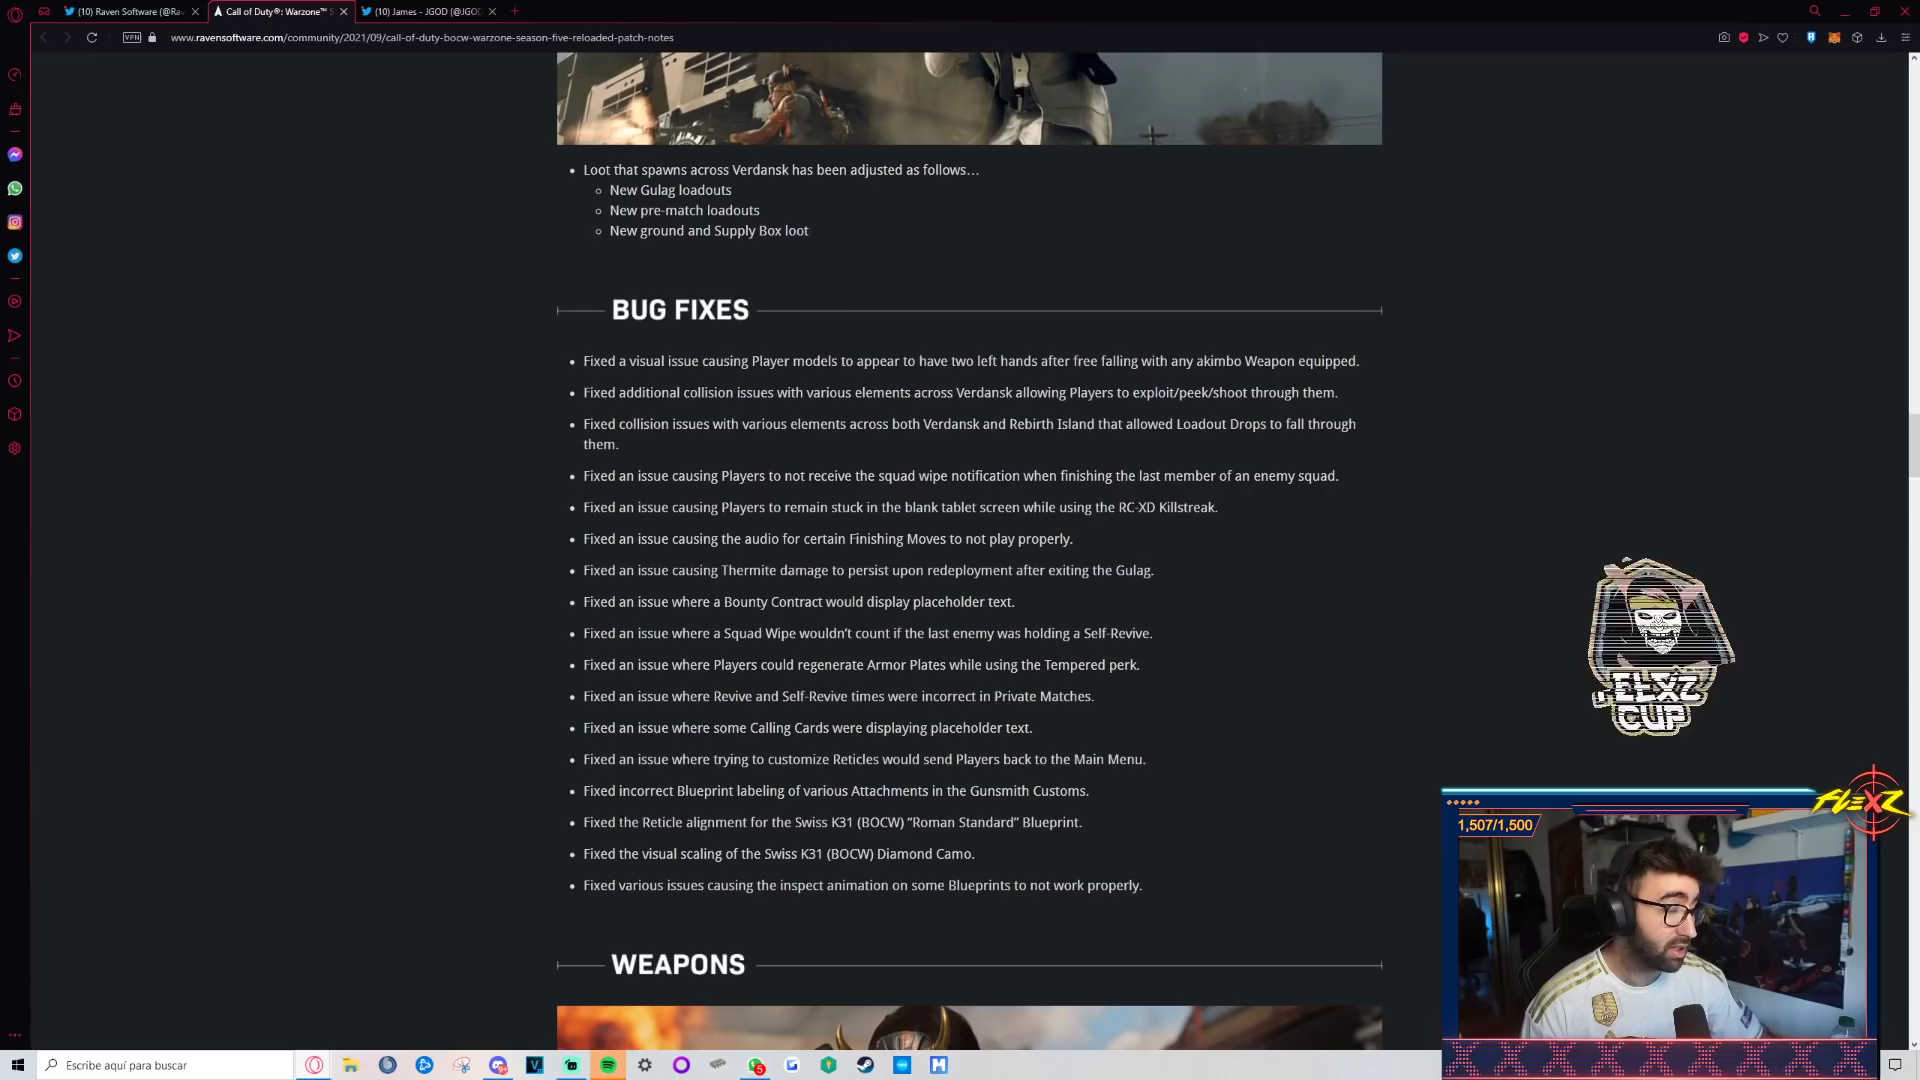 (10) Raven Software (@Rav
Call of Duty®: Warzone™ S
(10) James - JGOD (@JGOD
VPN
www.ravensoftware.com/community/2021/09/call-of-duty-bocw-warzone-season-five-reloaded-patch-notes
Loot that spawns across Verdansk has been adjusted as follows…
New Gulag loadouts
New pre-match loadouts
New ground and Supply Box loot
BUG FIXES
Fixed a visual issue causing Player models to appear to have two left hands after free falling with any akimbo Weapon equipped.
Fixed additional collision issues with various elements across Verdansk allowing Players to exploit/peek/shoot through them.
Fixed collision issues with various elements across both Verdansk and Rebirth Island that allowed Loadout Drops to fall through
them.
Fixed an issue causing Players to not receive the squad wipe notification when finishing the last member of an enemy squad.
Fixed an issue causing Players to remain stuck in the blank tablet screen while using the RC-XD Killstreak.
Fixed an issue causing the audio for certain Finishing Moves to not play properly.
Fixed an issue causing Thermite damage to persist upon redeployment after exiting the Gulag.
Fixed an issue where a Bounty Contract would display placeholder text.
Fixed an issue where a Squad Wipe wouldn't count if the last enemy was holding a Self-Revive.
Fixed an issue where Players could regenerate Armor Plates while using the Tempered perk.
Fixed an issue where Revive and Self-Revive times were incorrect in Private Matches.
Fixed an issue where some Calling Cards were displaying placeholder text.
Fixed an issue where trying to customize Reticles would send Players back to the Main Menu.
Fixed incorrect Blueprint labeling of various Attachments in the Gunsmith Customs.
Fixed the Reticle alignment for the Swiss K31 (BOCW) “Roman Standard” Blueprint.
Fixed the visual scaling of the Swiss K31 (BOCW) Diamond Camo.
Fixed various issues causing the inspect animation on some Blueprints to not work properly.
WEAPONS
FLEXZ
CUP
FLEXZ
1,507/1,500
Escribe aquí para buscar
5